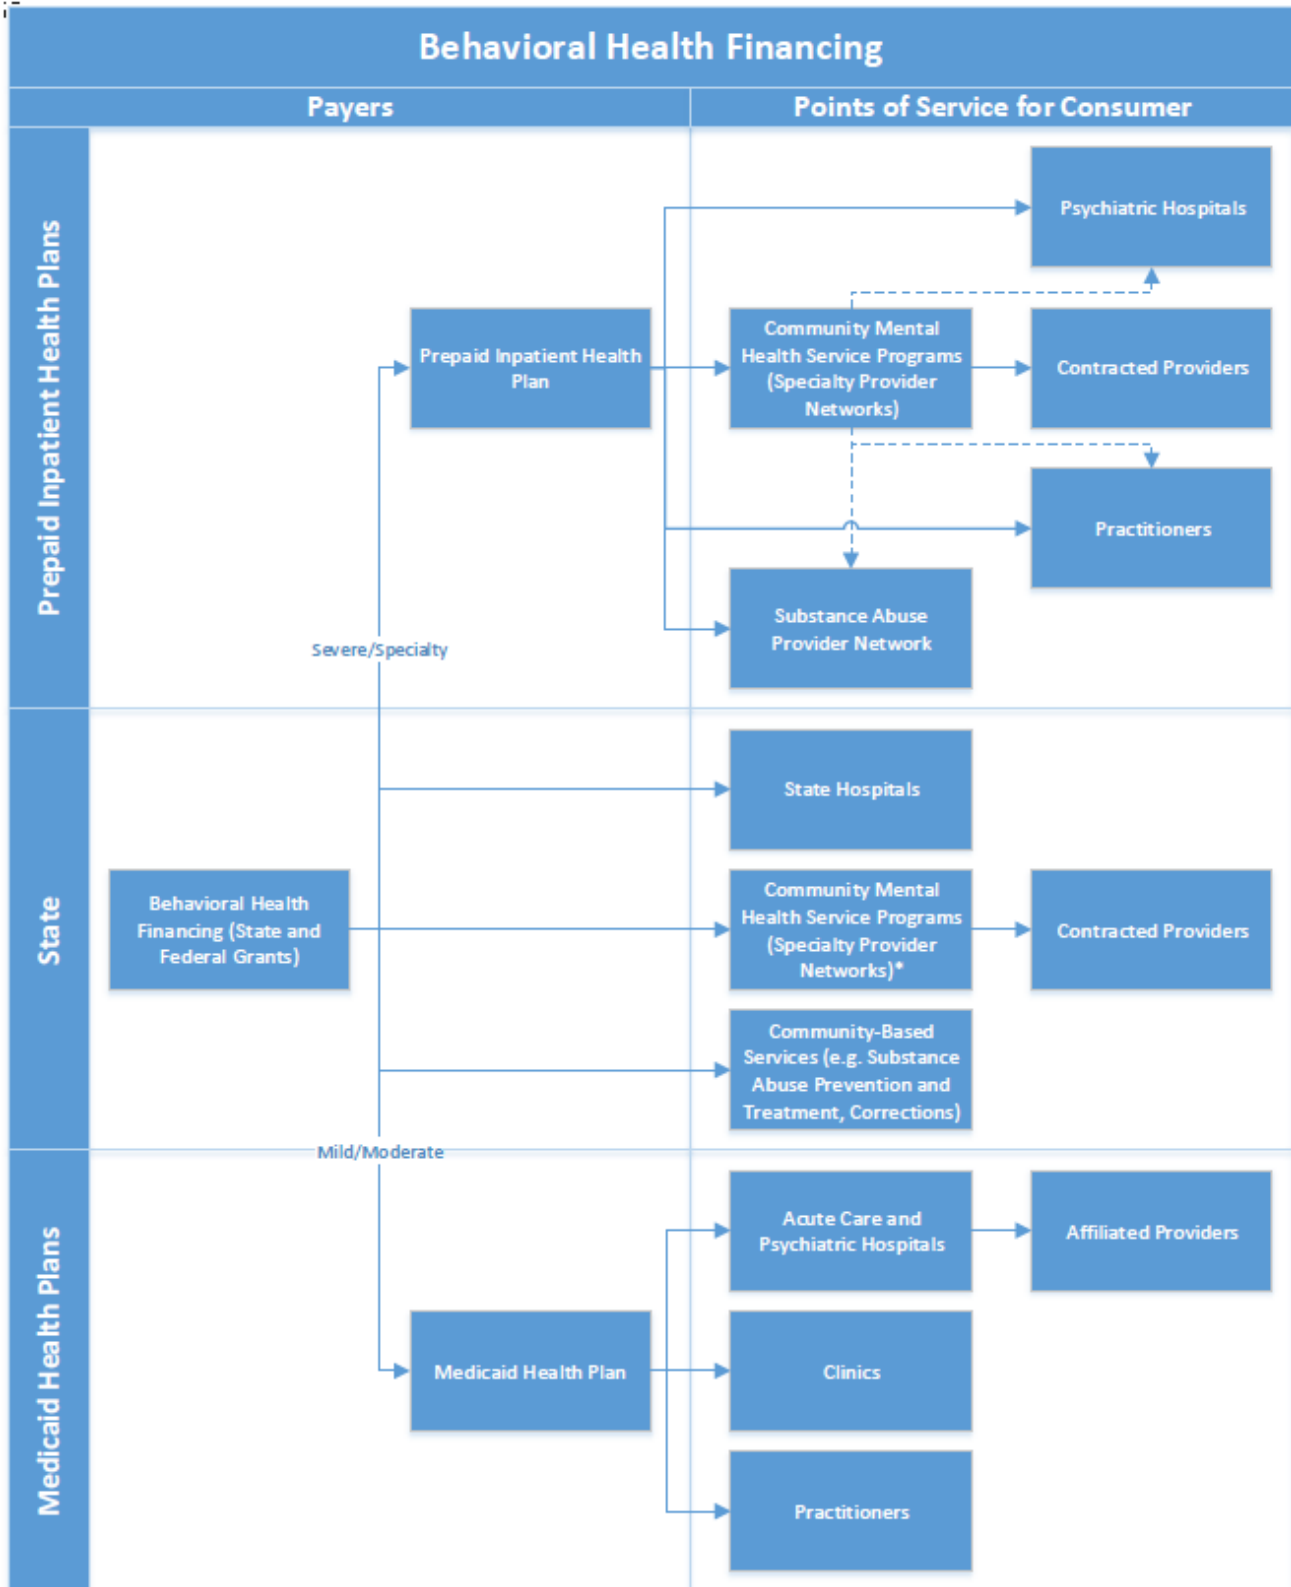 Behavioral Health Financing
Payers
Points of Service for Consumer
Prepaid Inpatient Health Plans
Psychiatric Hospitals
Prepaid Inpatient Health
Plan
Community Mental
Health Service Programs
(Specialty Provider
Networks)
Contracted Providers
Practitioners
Substance Abuse
Provider Network
Severe/Specialty
State
State Hospitals
Behavioral Health
Financing (State and
Federal Grants)
Community Mental
Health Service Programs
(Specialty Provider
Networks)*
Contracted Providers
Community-Based
Services (e.g. Substance
Abuse Prevention and
Treatment, Corrections)
Mild/Moderate
Medicaid Health Plans
Acute Care and
Psychiatric Hospitals
Affiliated Providers
Medicaid Health Plan
Clinics
Practitioners